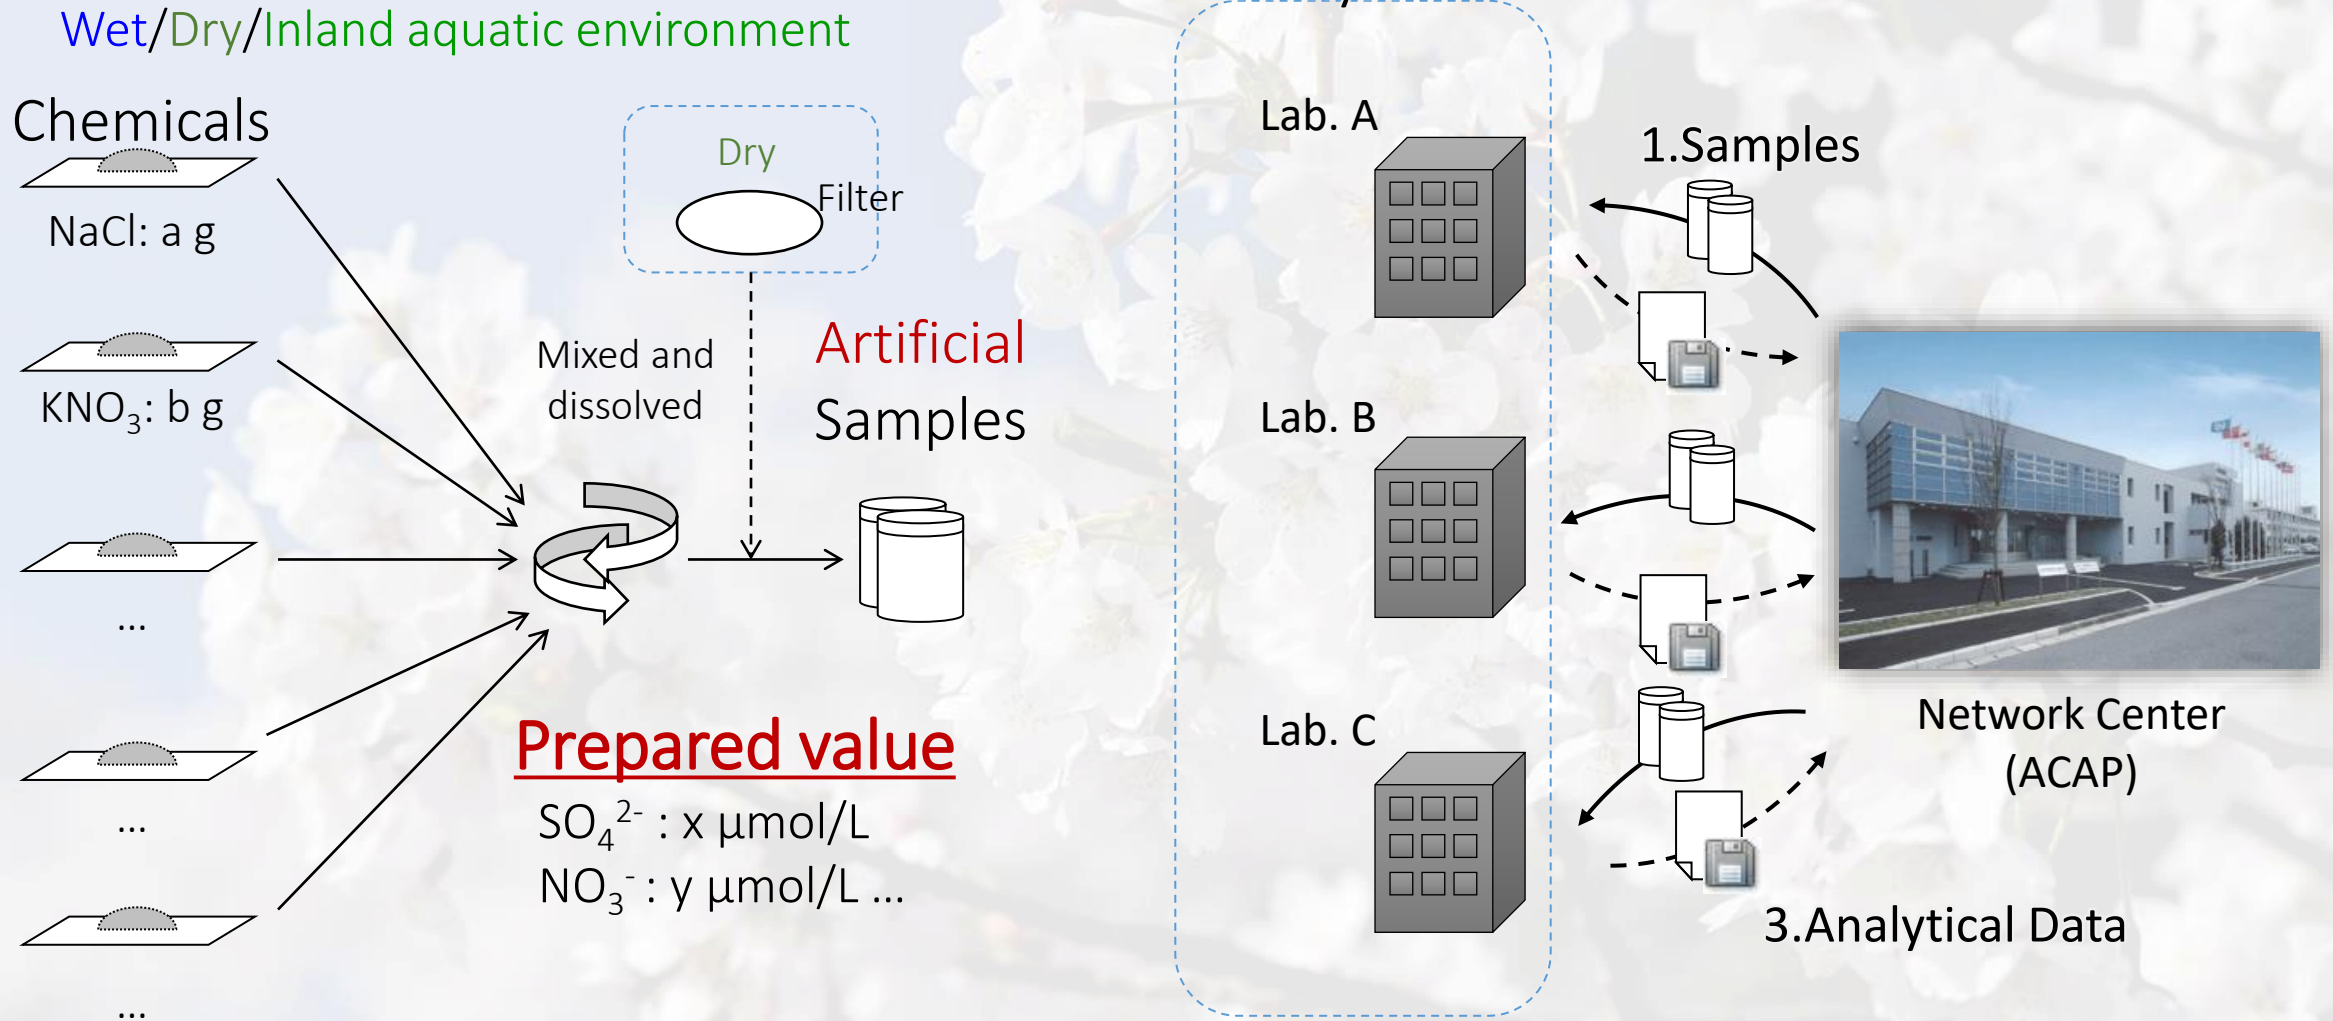 Wet/Dry/Inland aquatic environment
Chemicals
NaCl: a g
KNO₃: b g
...
...
...
Dry
Filter
Mixed and
dissolved
Artificial
Samples
Prepared value
SO₄²⁻ : x µmol/L
NO₃⁻ : y µmol/L ...
Lab. A
Lab. B
Lab. C
1.Samples
Network Center
(ACAP)
3.Analytical Data